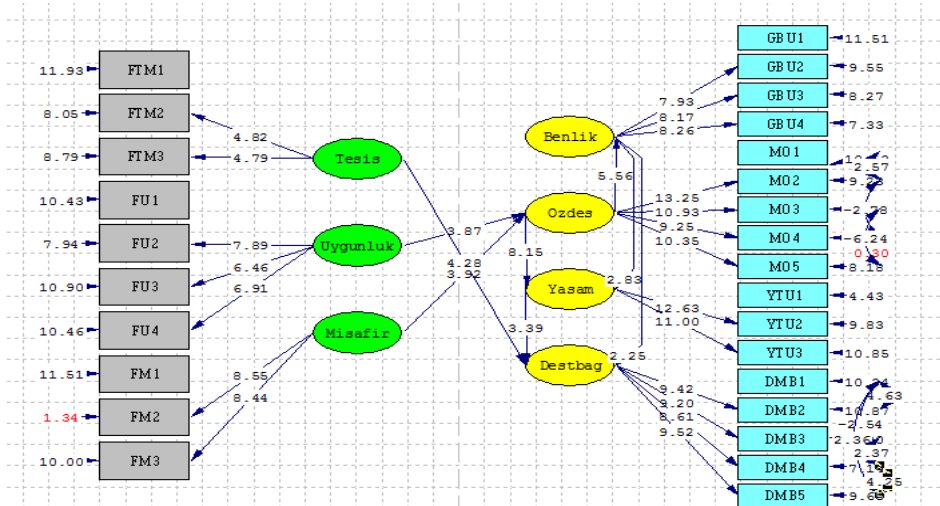 11.93 FTM1
8.05 FTM2
8.79 FTM3
10.43 FU1
7.94 FU2
10.90 FU3
10.46 FU4
11.51 FM1
1.34 FM2
10.00 FM3
4.82
4.79
7.89
6.46
6.91
8.55
8.44
Tesis
Uygunluk
Misafir
3.87
4.28
3.92
Benlik
Ozdes
Yasam
Destbag
5.56
8.15
3.39
2.83
2.25
7.93
8.17
8.26
13.25
10.93
9.25
10.35
12.63
11.00
9.42
9.20
8.61
9.52
GBU1 11.51
GBU2 9.55
GBU3 8.27
GBU4 7.33
MO1
2.57
MO2
MO3 -2.78
MO4 -6.24
0.30
MO5 8.18
YTU1 4.43
YTU2 9.83
YTU3 10.85
DMB1
4.63
DMB2 10.87
-2.54
DMB3
2.37
DMB4
4.25
DMB5